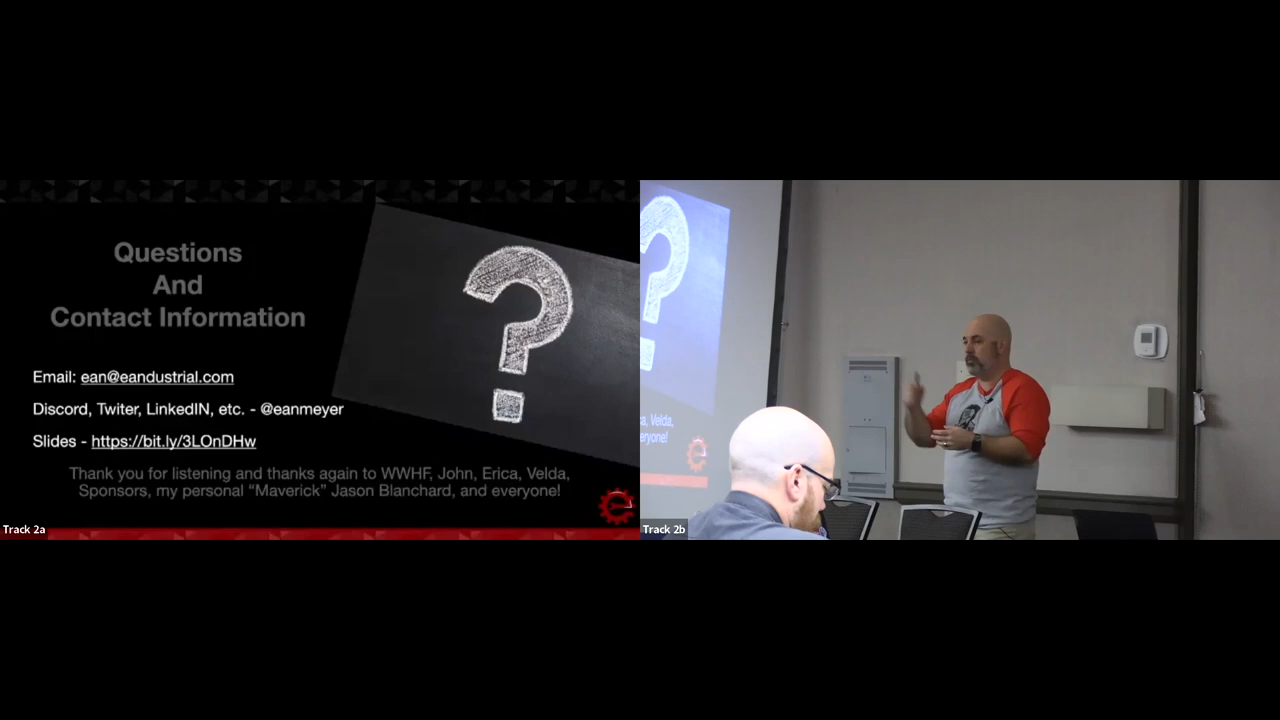 Questions
And
Contact Information
Email: ean@eandustrial.com
Discord, Twiter, LinkedIN, etc. - @eanmeyer
Slides - https://bit.ly/3LOnDHw
Thank you for listening and thanks again to WWHF, John, Erica, Velda,
Sponsors, my personal “Maverick” Jason Blanchard, and everyone!
Track 2a
a, Velda,
eryone!
Track 2b